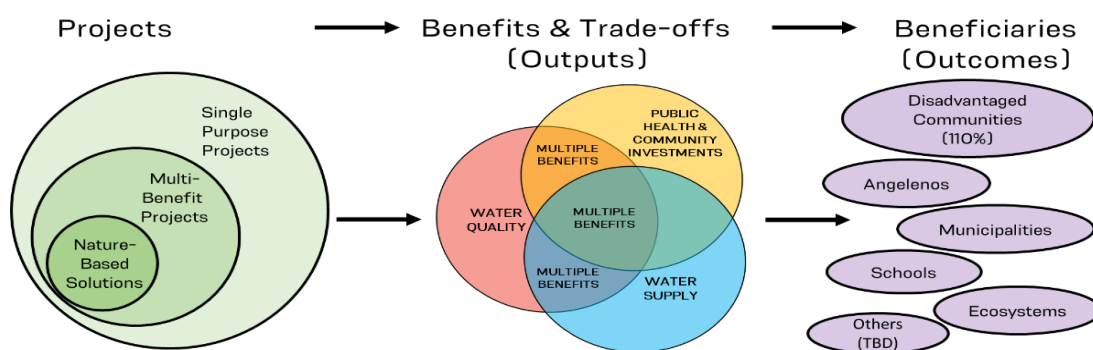 Projects
Benefits & Trade-offs
(Outputs)
Beneficiaries
(Outcomes)
Single
Purpose
Projects
Multi-
Benefit
Projects
Nature-
Based
Solutions
PUBLIC
HEALTH &
COMMUNITY
INVESTMENTS
MULTIPLE
BENEFITS
WATER
QUALITY
MULTIPLE
BENEFITS
MULTIPLE
BENEFITS
WATER
SUPPLY
Disadvantaged
Communities
(110%)
Angelenos
Municipalities
Schools
Ecosystems
Others
(TBD)